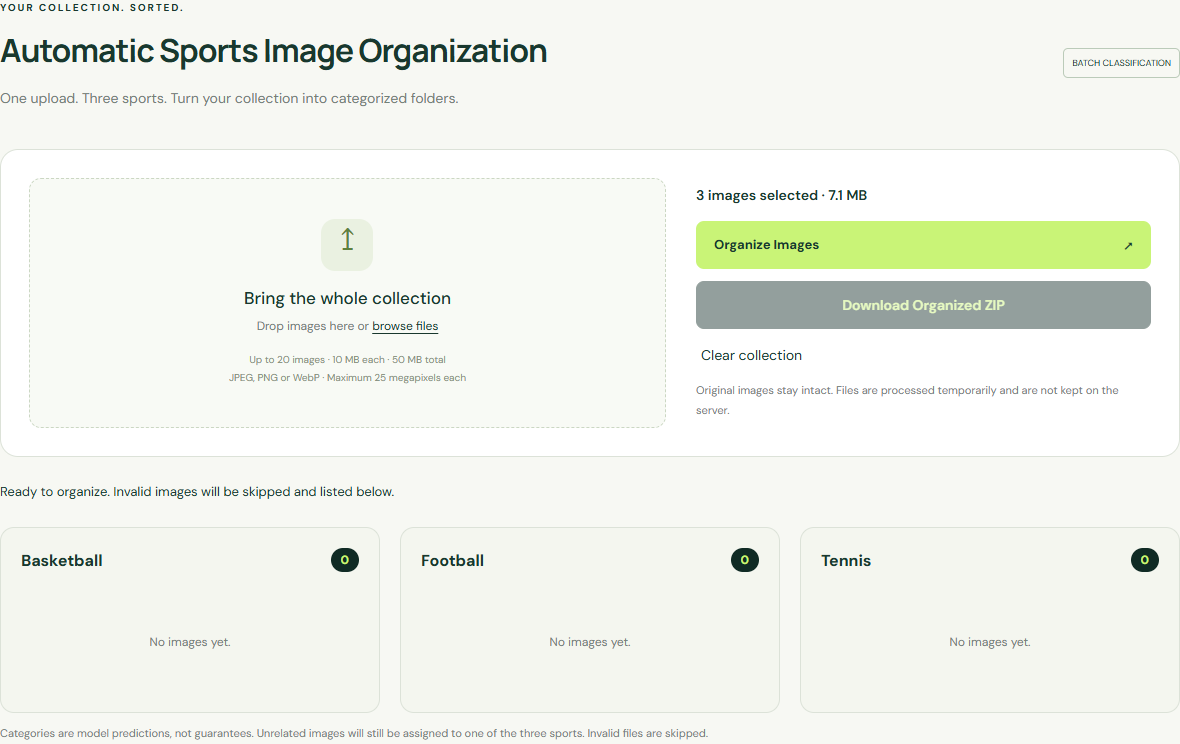 YOUR COLLECTION. SORTED.
Automatic Sports Image Organization
BATCH CLASSIFICATION
One upload. Three sports. Turn your collection into categorized folders.
3 images selected · 7.1 MB
Organize Images ↗
Download Organized ZIP
Clear collection
Original images stay intact. Files are processed temporarily and are not kept on the
server.
Bring the whole collection
Drop images here or browse files
Up to 20 images · 10 MB each · 50 MB total
JPEG, PNG or WebP · Maximum 25 megapixels each
Ready to organize. Invalid images will be skipped and listed below.
Basketball 0
No images yet.
Football 0
No images yet.
Tennis 0
No images yet.
Categories are model predictions, not guarantees. Unrelated images will still be assigned to one of the three sports. Invalid files are skipped.